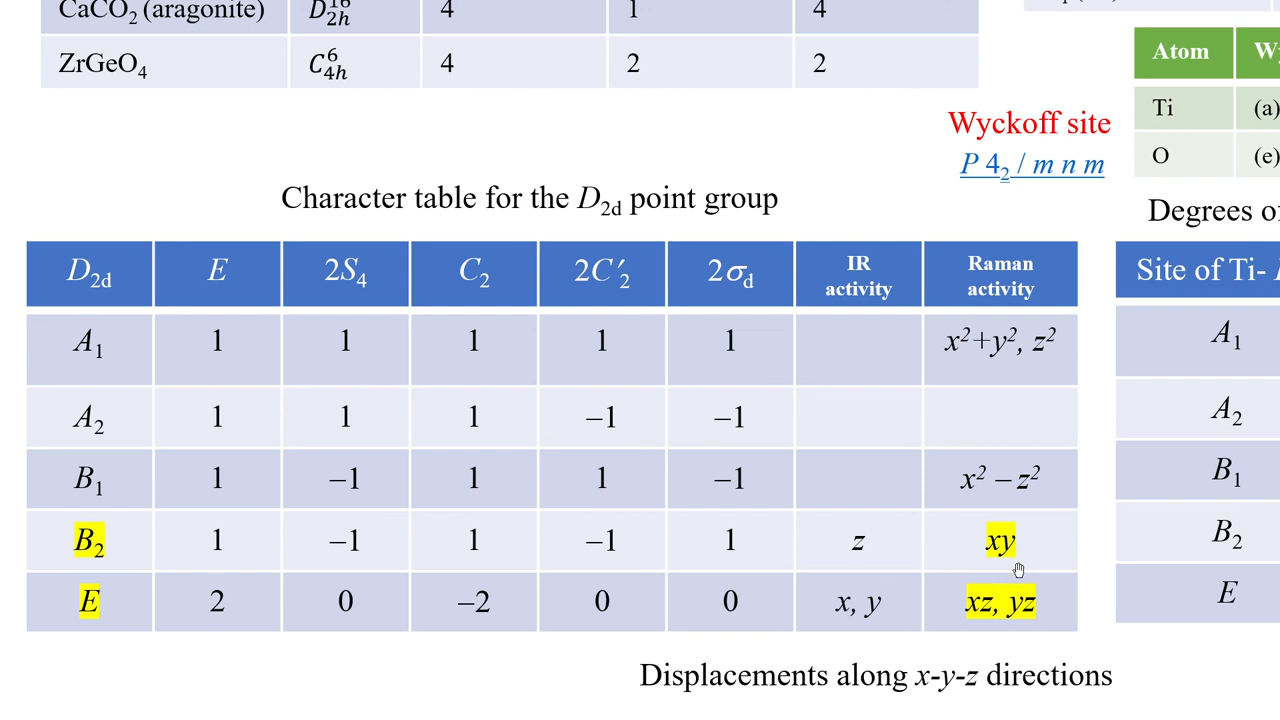 CaCO₂ (aragonite) D₂ₕ¹⁶ 4 1 4
ZrGeO₄ C₄ₕ⁶ 4 2 2
Atom
Ti (a)
O (e)
Wyckoff site
P 4₂ / m n m
Character table for the D₂d point group
Degrees of
D₂d E 2S₄ C₂ 2C′₂ 2σd IR activity Raman activity
A₁ 1 1 1 1 1 x²+y², z²
A₂ 1 1 1 –1 –1
B₁ 1 –1 1 1 –1 x² – z²
B₂ 1 –1 1 –1 1 z xy
E 2 0 –2 0 0 x, y xz, yz
Site of Ti-
A₁
A₂
B₁
B₂
E
Displacements along x-y-z directions